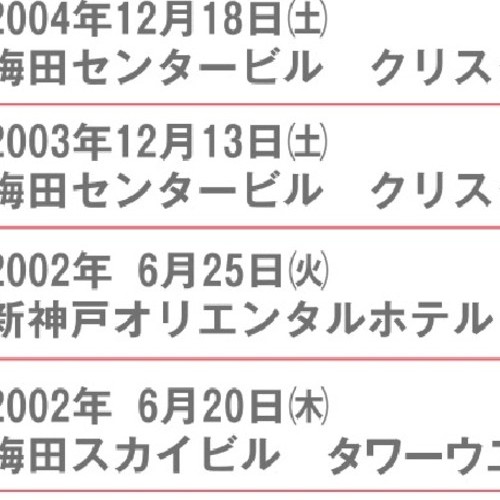 2004年12月18日㈯
梅田センタービル　クリス
2003年12月13日㈯
梅田センタービル　クリス
2002年 6月25日㈫
新神戸オリエンタルホテル
2002年 6月20日㈭
梅田スカイビル　タワーウエ